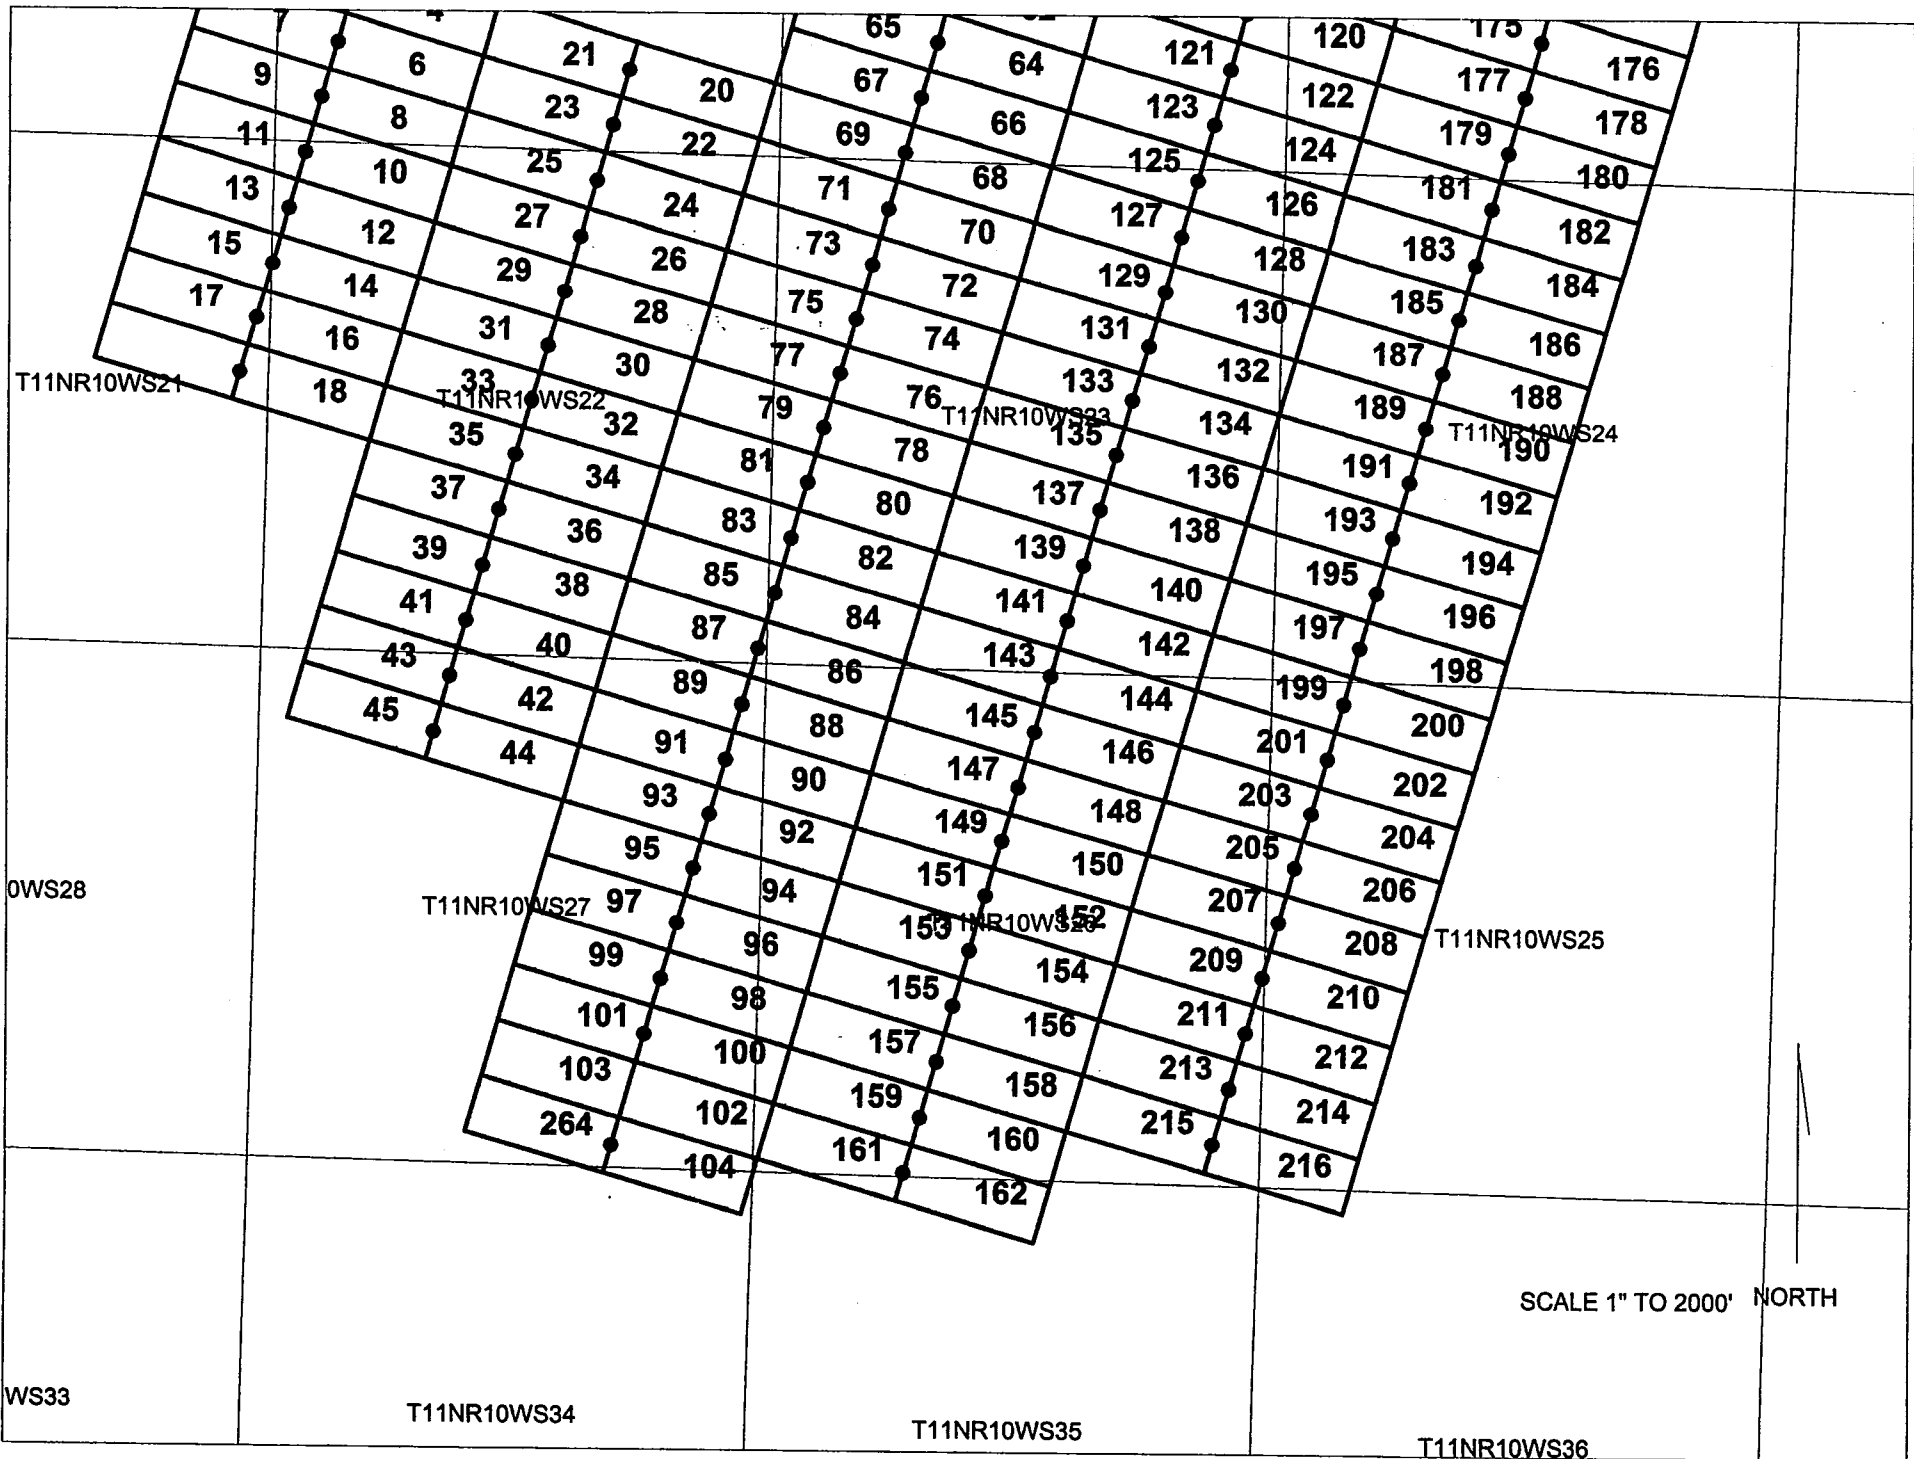 7 4 21 65 62 121 120 175 176
9 6 23 20 67 64 123 122 177 178
11 8 25 22 69 66 125 124 179 180
13 10 27 24 71 68 127 126 181 182
15 12 29 26 73 70 129 128 183 184
17 14 31 28 75 72 131 130 185 186
16 33 30 77 74 133 132 187 188
T11NR10WS21 18 T11NR10WS22 32 79 76 T11NR10WS23 135 134 189 T11NR10WS24 190
35 34 81 78 137 136 191 192
37 36 83 80 139 138 193 194
39 38 85 82 141 140 195 196
41 40 87 84 143 142 197 198
43 42 89 86 145 144 199 200
45 44 91 88 147 146 201 202
93 90 149 148 203 204
95 92 151 150 205 206
0WS28 T11NR10WS27 97 94 153 T11NR10WS26 152 207 208 T11NR10WS25
99 96 155 154 209 210
101 98 157 156 211 212
103 100 159 158 213 214
264 102 161 160 215 216
104 162
SCALE 1" TO 2000' NORTH
WS33 T11NR10WS34 T11NR10WS35 T11NR10WS36